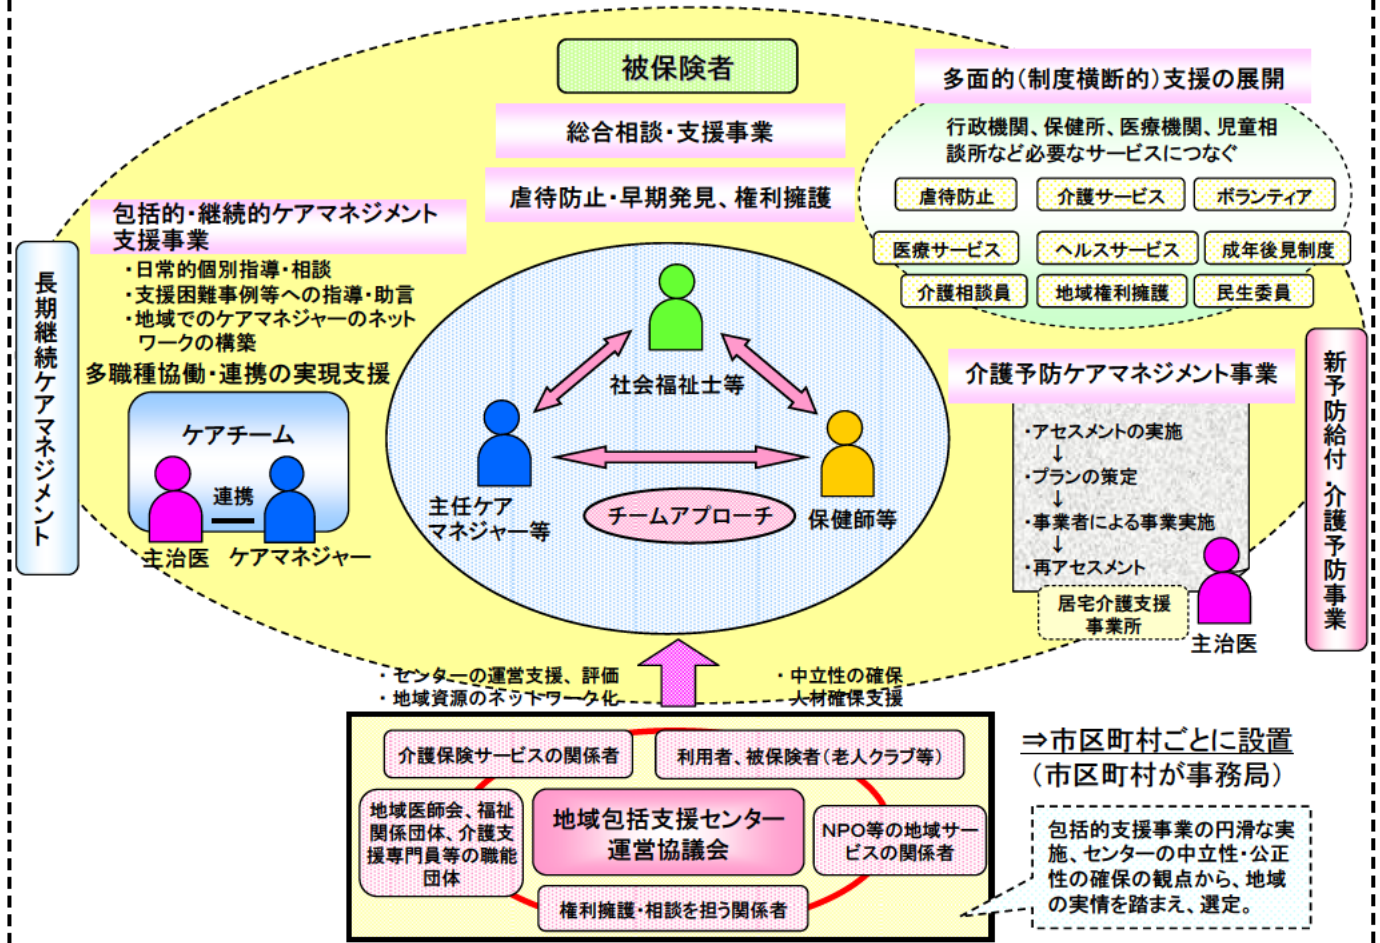 被保険者
総合相談・支援事業
虐待防止・早期発見、権利擁護
多面的（制度横断的）支援の展開
行政機関、保健所、医療機関、児童相
談所など必要なサービスにつなぐ
虐待防止
介護サービス
ボランティア
医療サービス
ヘルスサービス
成年後見制度
介護相談員
地域権利擁護
民生委員
包括的・継続的ケアマネジメント
支援事業
・日常的個別指導・相談
・支援困難事例等への指導・助言
・地域でのケアマネジャーのネット
ワークの構築
多職種協働・連携の実現支援
ケアチーム
連携
主治医
ケアマネジャー
長期継続ケアマネジメント
社会福祉士等
主任ケア
マネジャー等
チームアプローチ
保健師等
介護予防ケアマネジメント事業
・アセスメントの実施
↓
・プランの策定
↓
・事業者による事業実施
↓
・再アセスメント
居宅介護支援
事業所
主治医
新予防給付・介護予防事業
・センターの運営支援、評価
・地域資源のネットワーク化
・中立性の確保
人材確保支援
介護保険サービスの関係者
利用者、被保険者（老人クラブ等）
地域医師会、福祉
関係団体、介護支
援専門員等の職能
団体
地域包括支援センター
運営協議会
NPO等の地域サー
ビスの関係者
権利擁護・相談を担う関係者
⇒市区町村ごとに設置
（市区町村が事務局）
包括的支援事業の円滑な実
施、センターの中立性・公正
性の確保の観点から、地域
の実情を踏まえ、選定。